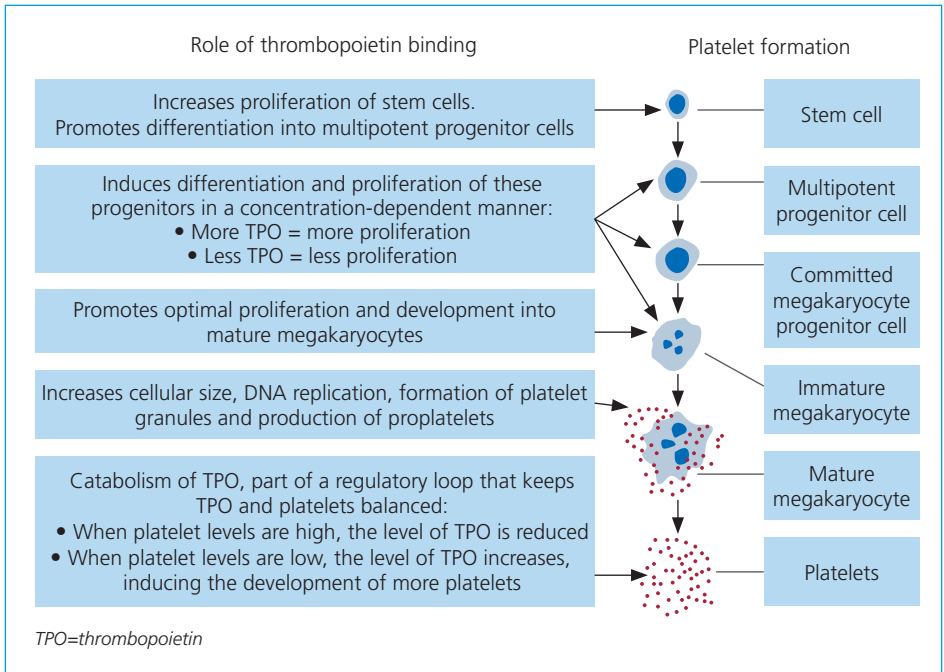 Role of thrombopoietin binding
Platelet formation
Increases proliferation of stem cells.
Promotes differentiation into multipotent progenitor cells
Stem cell
Induces differentiation and proliferation of these
progenitors in a concentration-dependent manner:
• More TPO = more proliferation
• Less TPO = less proliferation
Multipotent
progenitor cell
Committed
megakaryocyte
progenitor cell
Promotes optimal proliferation and development into
mature megakaryocytes
Immature
megakaryocyte
Increases cellular size, DNA replication, formation of platelet
granules and production of proplatelets
Mature
megakaryocyte
Catabolism of TPO, part of a regulatory loop that keeps
TPO and platelets balanced:
• When platelet levels are high, the level of TPO is reduced
• When platelet levels are low, the level of TPO increases,
inducing the development of more platelets
Platelets
TPO=thrombopoietin